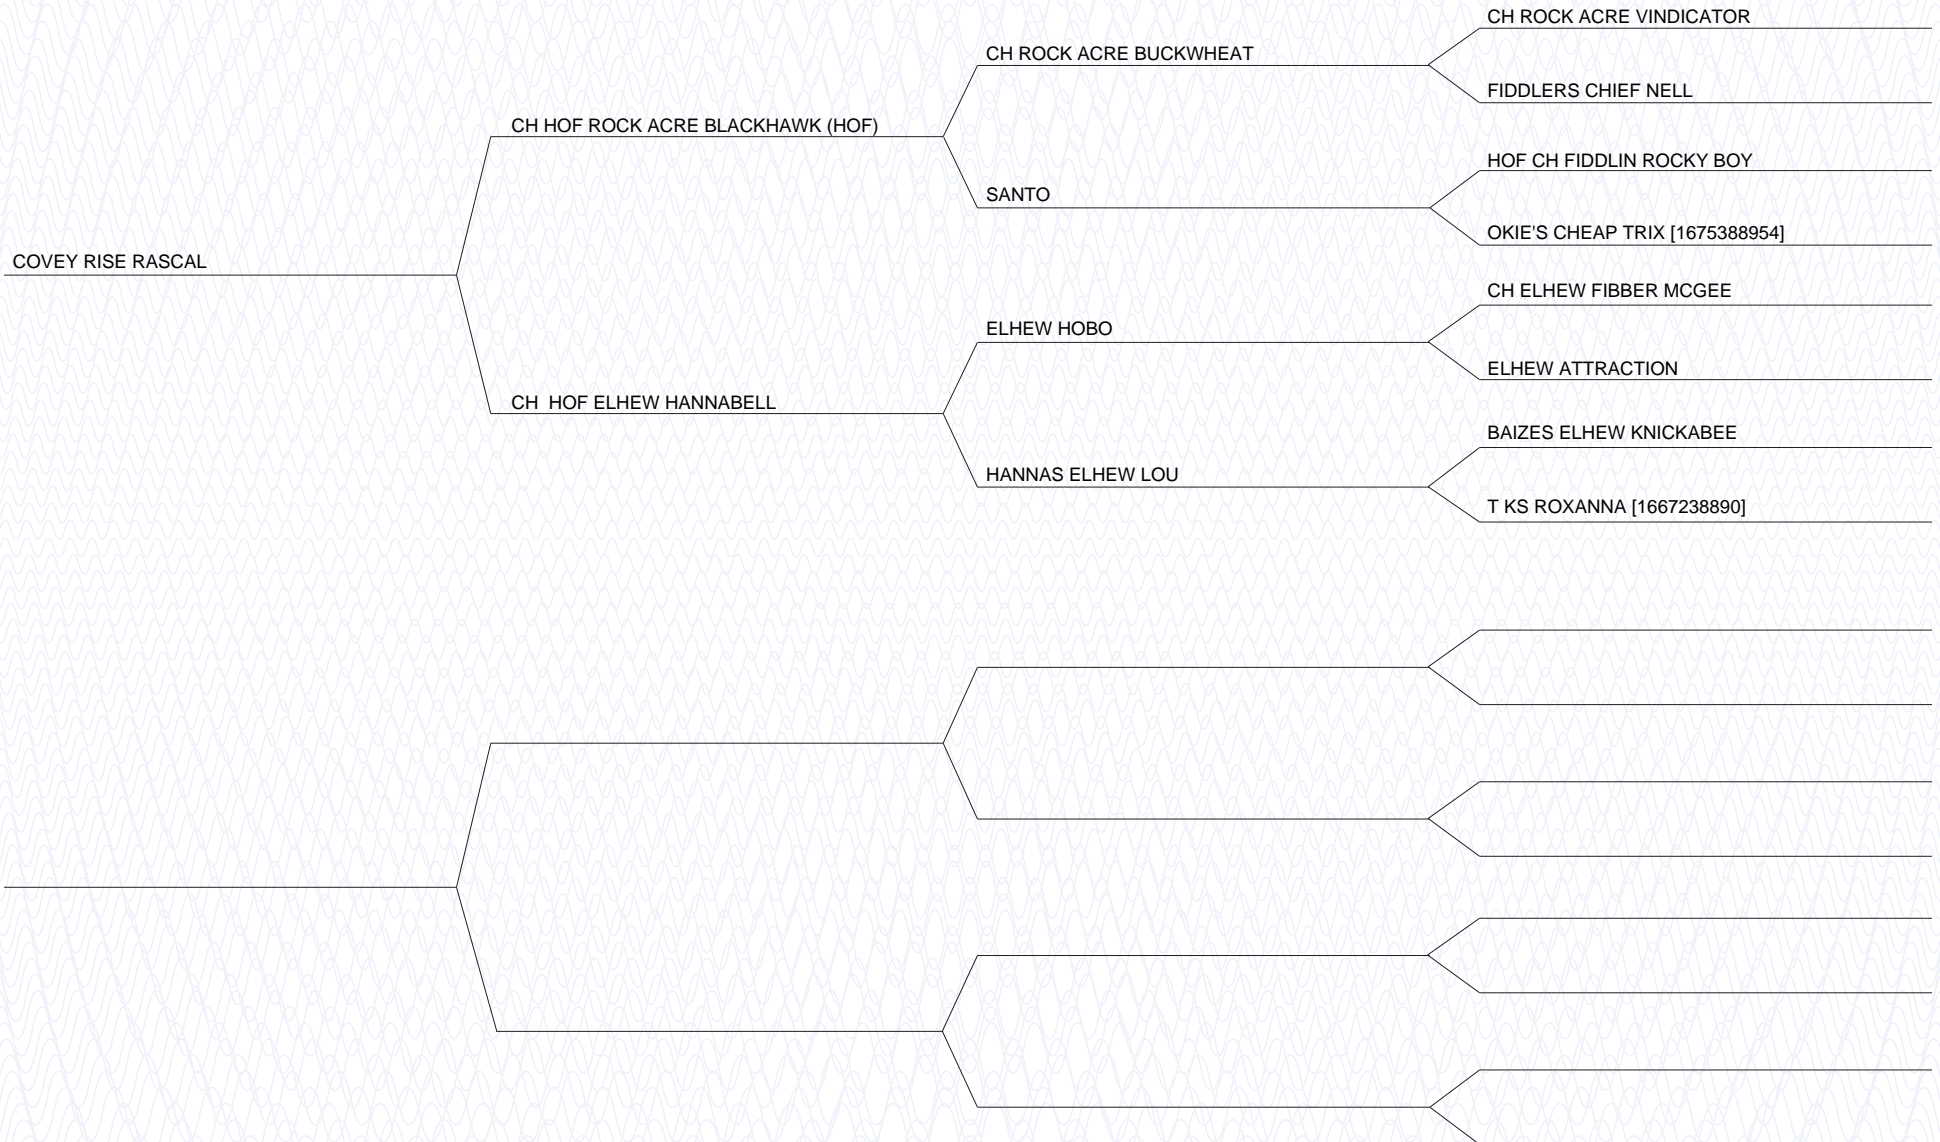 CH ROCK ACRE VINDICATOR
CH ROCK ACRE BUCKWHEAT
FIDDLERS CHIEF NELL
CH HOF ROCK ACRE BLACKHAWK (HOF)
HOF CH FIDDLIN ROCKY BOY
SANTO
OKIE'S CHEAP TRIX [1675388954]
COVEY RISE RASCAL
CH ELHEW FIBBER MCGEE
ELHEW HOBO
ELHEW ATTRACTION
CH  HOF ELHEW HANNABELL
BAIZES ELHEW KNICKABEE
HANNAS ELHEW LOU
T KS ROXANNA [1667238890]